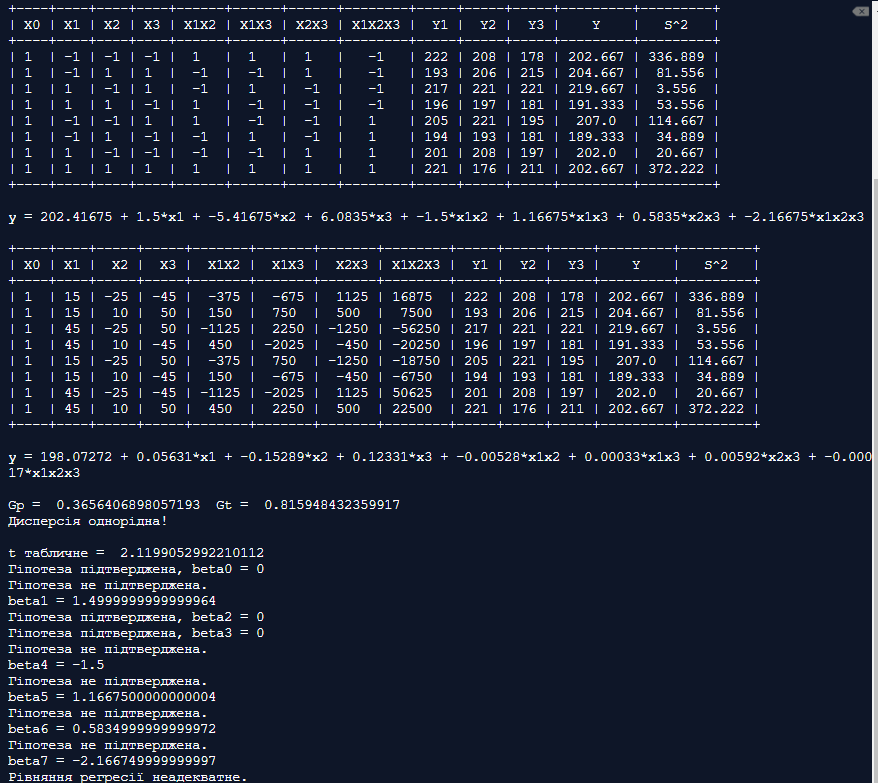 +----+----+----+----+------+------+------+--------+-----+-----+-----+---------+---------+
| X0 | X1 | X2 | X3 | X1X2 | X1X3 | X2X3 | X1X2X3 |  Y1 |  Y2 |  Y3 |    Y    |   S^2   |
+----+----+----+----+------+------+------+--------+-----+-----+-----+---------+---------+
| 1  | -1 | -1 | -1 |  1   |  1   |  1   |   -1   | 222 | 208 | 178 | 202.667 | 336.889 |
| 1  | -1 | 1  | 1  |  -1  |  -1  |  1   |   -1   | 193 | 206 | 215 | 204.667 |  81.556 |
| 1  | 1  | -1 | 1  |  -1  |  1   |  -1  |   -1   | 217 | 221 | 221 | 219.667 |  3.556  |
| 1  | 1  | 1  | -1 |  1   |  -1  |  -1  |   -1   | 196 | 197 | 181 | 191.333 |  53.556 |
| 1  | -1 | -1 | 1  |  1   |  -1  |  -1  |   1    | 205 | 221 | 195 |  207.0  | 114.667 |
| 1  | -1 | 1  | -1 |  -1  |  1   |  -1  |   1    | 194 | 193 | 181 | 189.333 |  34.889 |
| 1  | 1  | -1 | -1 |  -1  |  -1  |  1   |   1    | 201 | 208 | 197 |  202.0  |  20.667 |
| 1  | 1  | 1  | 1  |  1   |  1   |  1   |   1    | 221 | 176 | 211 | 202.667 | 372.222 |
+----+----+----+----+------+------+------+--------+-----+-----+-----+---------+---------+
y = 202.41675 + 1.5*x1 + -5.41675*x2 + 6.0835*x3 + -1.5*x1x2 + 1.16675*x1x3 + 0.5835*x2x3 + -2.16675*x1x2x3
+----+----+-----+-----+-------+-------+-------+--------+-----+-----+-----+---------+---------+
| X0 | X1 |  X2 |  X3 |  X1X2 |  X1X3 |  X2X3 | X1X2X3 |  Y1 |  Y2 |  Y3 |    Y    |   S^2   |
+----+----+-----+-----+-------+-------+-------+--------+-----+-----+-----+---------+---------+
| 1  | 15 | -25 | -45 |  -375 |  -675 |  1125 | 16875  | 222 | 208 | 178 | 202.667 | 336.889 |
| 1  | 15 |  10 |  50 |  150  |  750  |  500  |  7500  | 193 | 206 | 215 | 204.667 |  81.556 |
| 1  | 45 | -25 |  50 | -1125 |  2250 | -1250 | -56250 | 217 | 221 | 221 | 219.667 |  3.556  |
| 1  | 45 |  10 | -45 |  450  | -2025 |  -450 | -20250 | 196 | 197 | 181 | 191.333 |  53.556 |
| 1  | 15 | -25 |  50 |  -375 |  750  | -1250 | -18750 | 205 | 221 | 195 |  207.0  | 114.667 |
| 1  | 15 |  10 | -45 |  150  |  -675 |  -450 | -6750  | 194 | 193 | 181 | 189.333 |  34.889 |
| 1  | 45 | -25 | -45 | -1125 | -2025 |  1125 | 50625  | 201 | 208 | 197 |  202.0  |  20.667 |
| 1  | 45 |  10 |  50 |  450  |  2250 |  500  | 22500  | 221 | 176 | 211 | 202.667 | 372.222 |
+----+----+-----+-----+-------+-------+-------+--------+-----+-----+-----+---------+---------+
y = 198.07272 + 0.05631*x1 + -0.15289*x2 + 0.12331*x3 + -0.00528*x1x2 + 0.00033*x1x3 + 0.00592*x2x3 + -0.000
17*x1x2x3
Gp =  0.3656406898057193  Gt =  0.815948432359917
Дисперсія однорідна!
t табличне =  2.1199052992210112
Гіпотеза підтверджена, beta0 = 0
Гіпотеза не підтверджена.
beta1 = 1.4999999999999964
Гіпотеза підтверджена, beta2 = 0
Гіпотеза підтверджена, beta3 = 0
Гіпотеза не підтверджена.
beta4 = -1.5
Гіпотеза не підтверджена.
beta5 = 1.1667500000000004
Гіпотеза не підтверджена.
beta6 = 0.5834999999999972
Гіпотеза не підтверджена.
beta7 = -2.166749999999997
Рівняння регресії неадекватне.